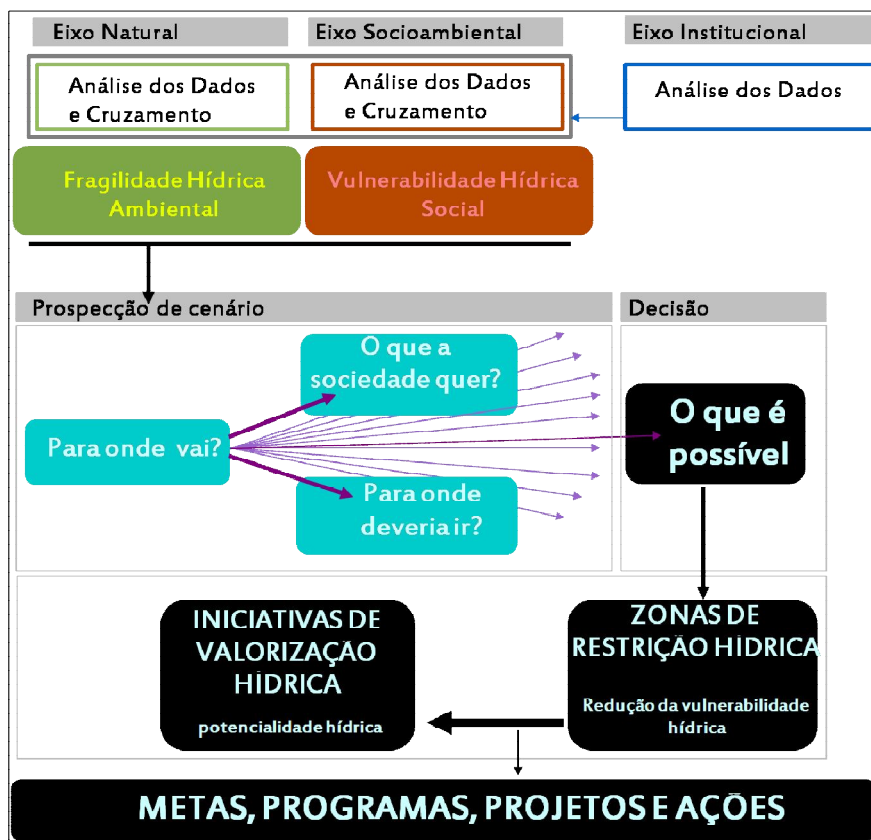 Eixo Natural
Eixo Socioambiental
Eixo Institucional
Análise dos Dados
e Cruzamento
Análise dos Dados
e Cruzamento
Análise dos Dados
Fragilidade Hídrica
Ambiental
Vulnerabilidade Hídrica
Social
Prospecção de cenário
Decisão
O que a
sociedade quer?
Para onde vai?
Para onde
deveria ir?
O que é
possível
INICIATIVAS DE
VALORIZAÇÃO
HÍDRICA
potencialidade hídrica
ZONAS DE
RESTRIÇÃO HÍDRICA
Redução da vulnerabilidade
hídrica
METAS, PROGRAMAS, PROJETOS E AÇÕES